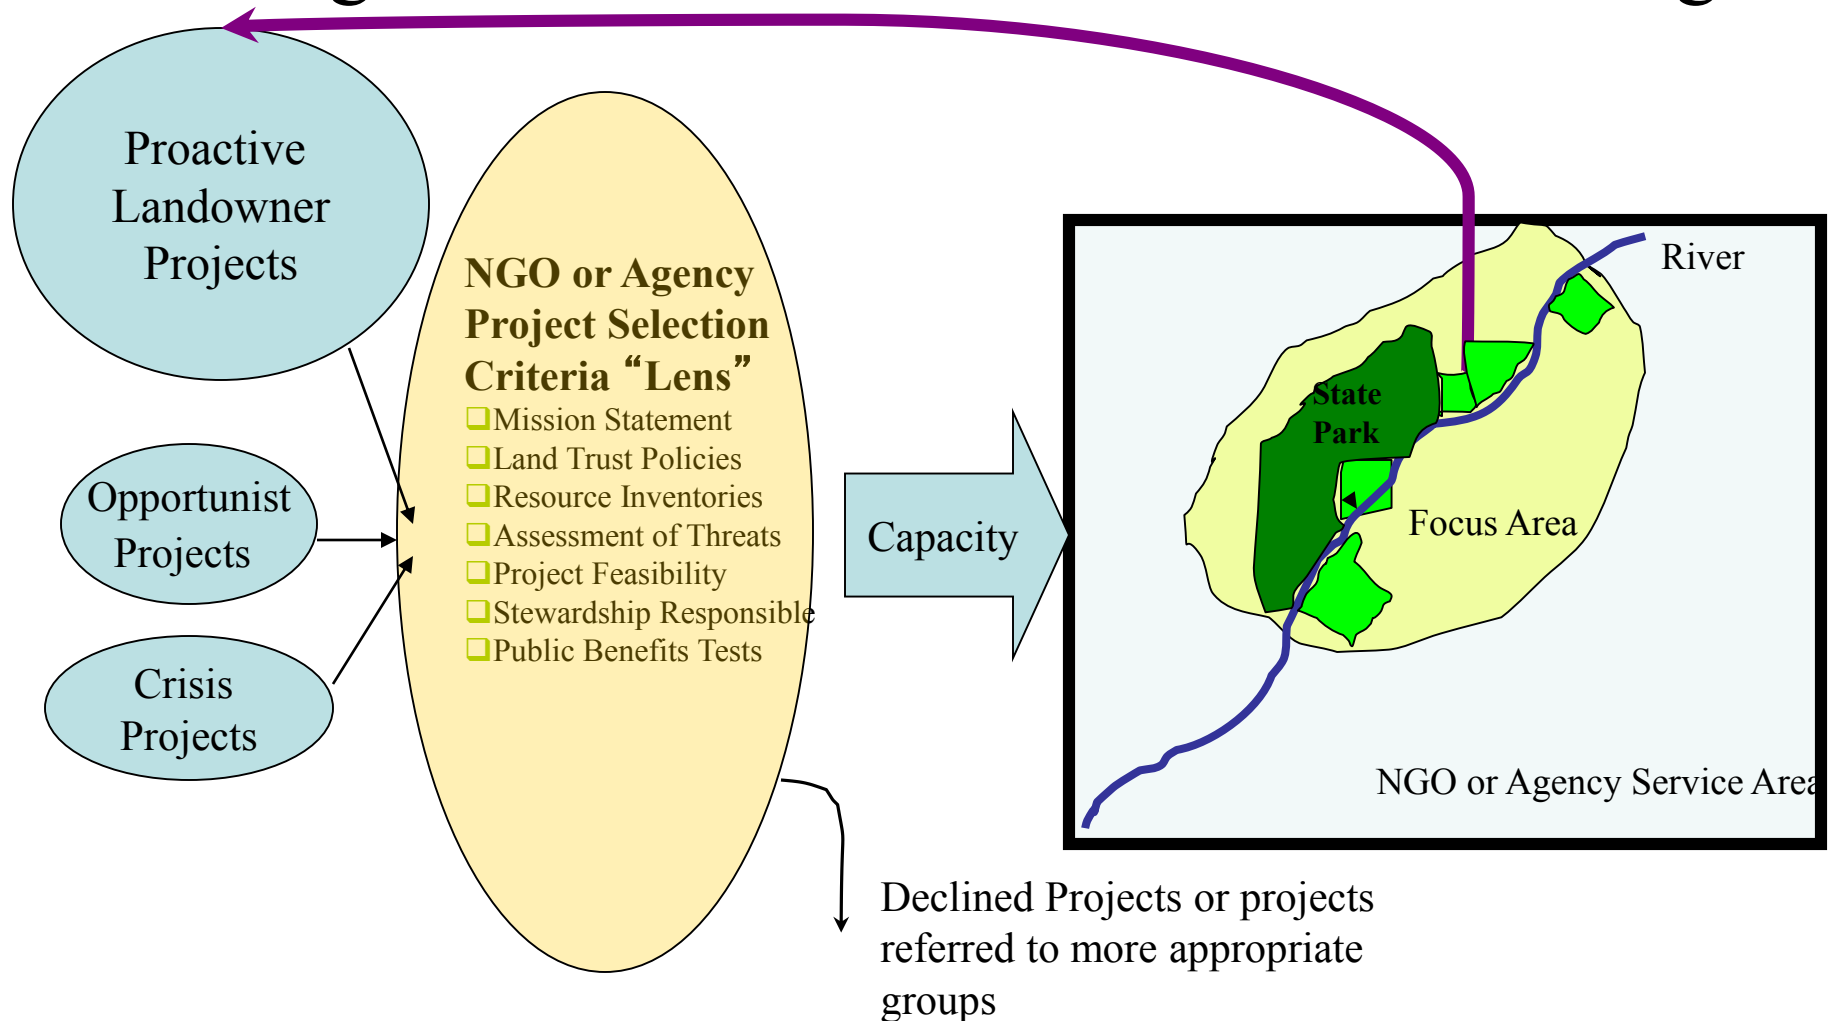 Proactive
Landowner
Projects
Opportunist
Projects
Crisis
Projects
NGO or Agency
Project Selection
Criteria “Lens”
❑Mission Statement
❑Land Trust Policies
❑Resource Inventories
❑Assessment of Threats
❑Project Feasibility
❑Stewardship Responsible
❑Public Benefits Tests
Capacity
River
State
Park
Focus Area
NGO or Agency Service Area
Declined Projects or projects
referred to more appropriate
groups